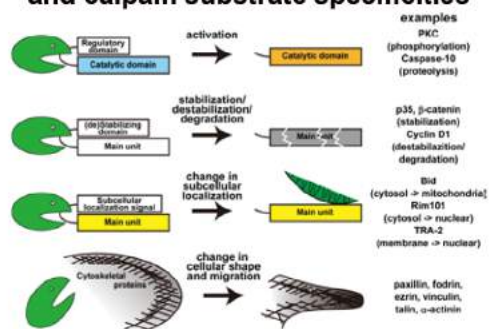 and calpain substrate specificities
examples
Regulatory
domain
Catalytic domain
activation
Catalytic domain
PKC
(phosphorylation)
Caspase-10
(proteolysis)
(de)Stabilizing
domain
Main unit
stabilization/
destabilization/
degradation
Main unit
p35, β-catenin
(stabilization)
Cyclin D1
(destabilazition/
degradation)
Subcellular
localization signal
Main unit
change in
subcellular
localization
Main unit
Bid
(cytosol -> mitochondria)
Rim101
(cytosol -> nuclear)
TRA-2
(membrane -> nuclear)
Cytoskeletal
proteins
change in
cellular shape
and migration
paxillin, fodrin,
ezrin, vinculin,
talin, α-actinin